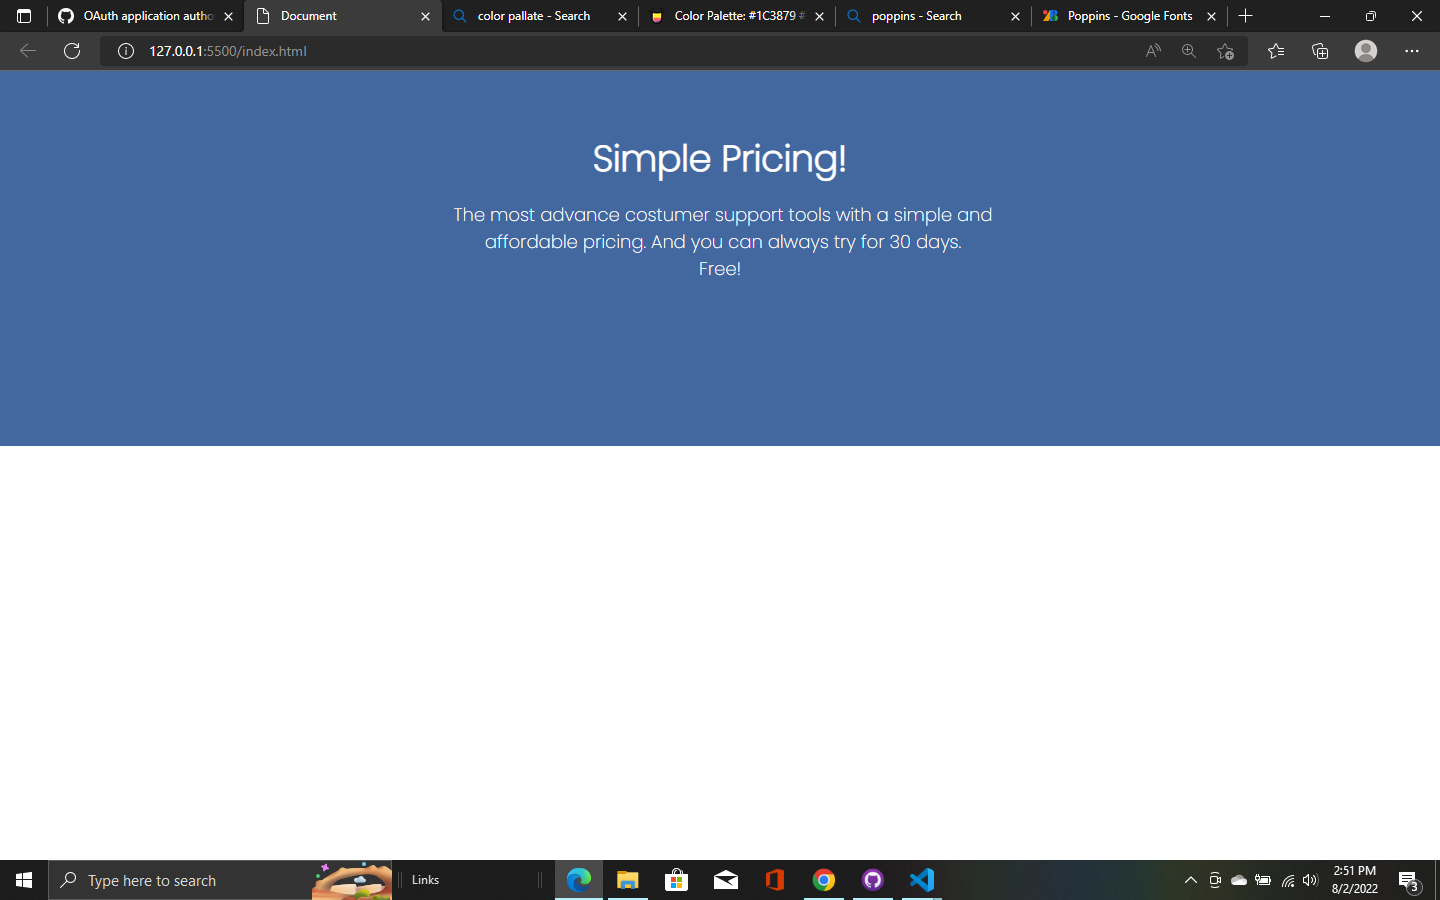 OAuth application autho
Document
color pallate - Search
Color Palette: #1C3879 #
poppins - Search
Poppins - Google Fonts
127.0.0.1:5500/index.html
Simple Pricing!
The most advance costumer support tools with a simple and
affordable pricing. And you can always try for 30 days.
Free!
Type here to search
Links
2:51 PM
8/2/2022
3